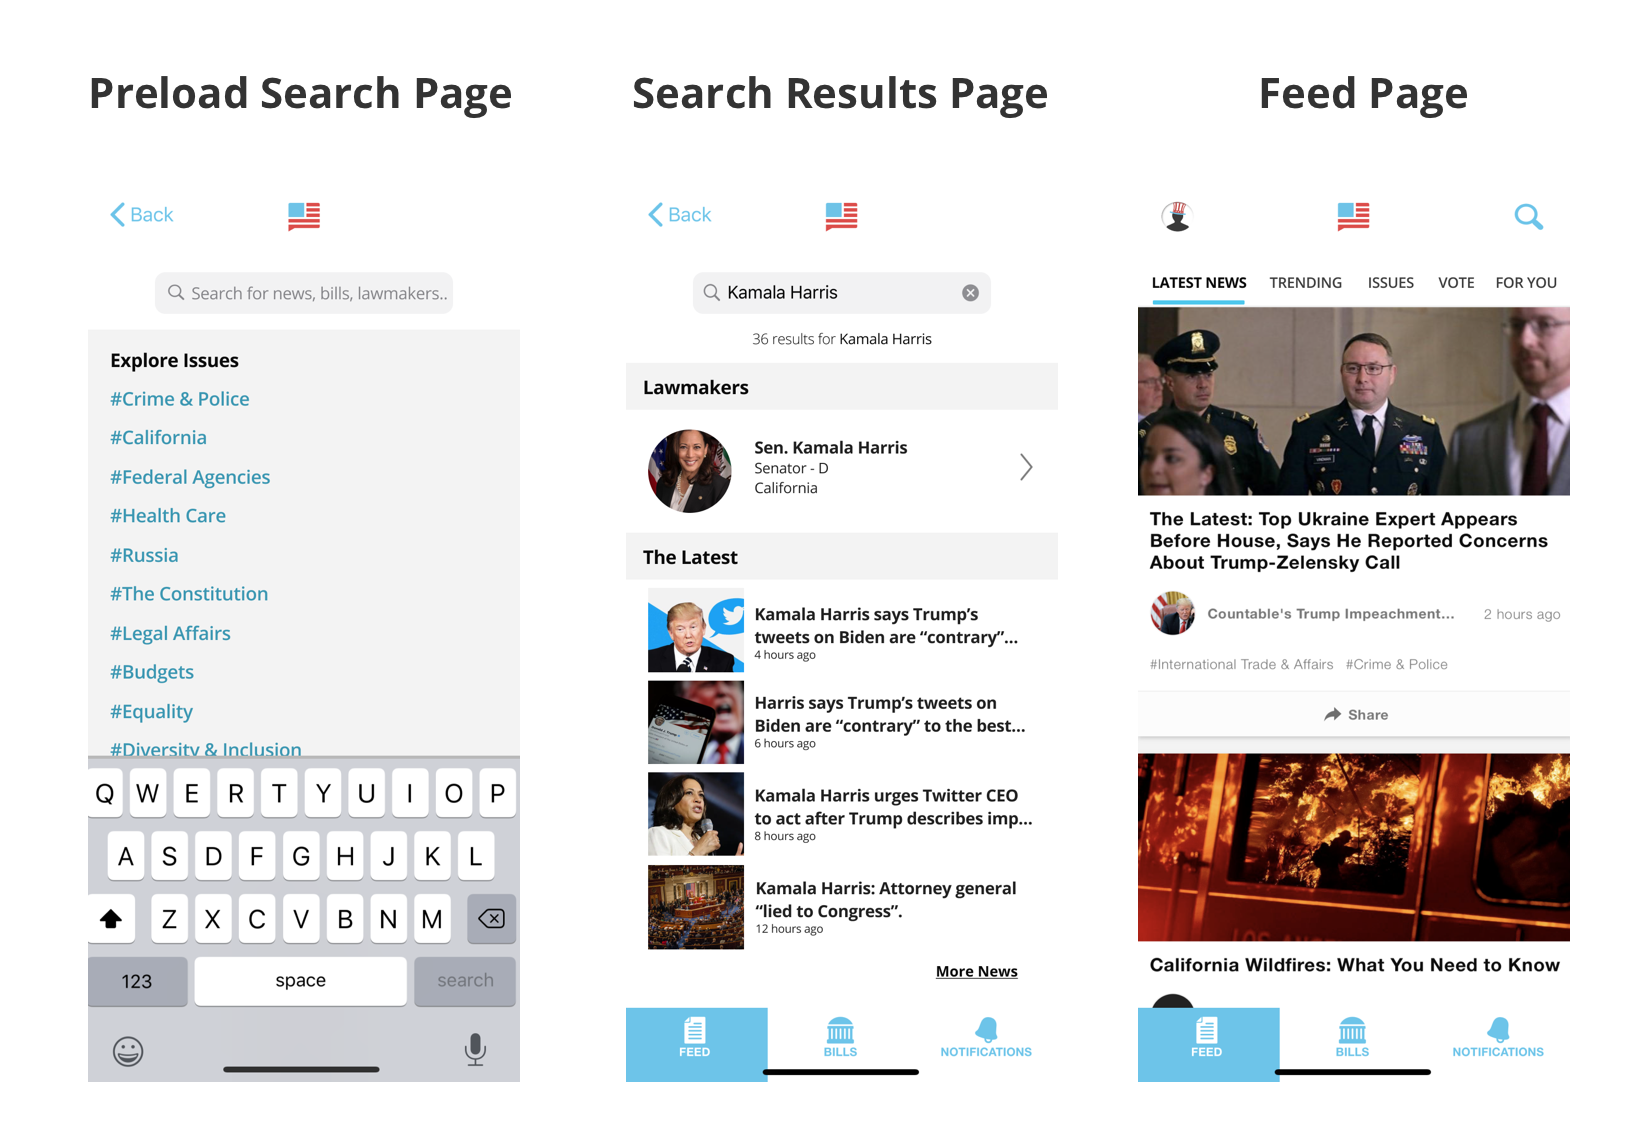 Preload Search Page
Search Results Page
Feed Page
Back
Search for news, bills, lawmakers..
Explore Issues
#Crime & Police
#California
#Federal Agencies
#Health Care
#Russia
#The Constitution
#Legal Affairs
#Budgets
#Equality
#Diversity & Inclusion
Q W E R T Y U I O P
A S D F G H J K L
Z X C V B N M
123 space search
Back
Kamala Harris
36 results for Kamala Harris
Lawmakers
Sen. Kamala Harris
Senator - D
California
The Latest
Kamala Harris says Trump's
tweets on Biden are "contrary"...
4 hours ago
Harris says Trump's tweets on
Biden are "contrary" to the best...
6 hours ago
Kamala Harris urges Twitter CEO
to act after Trump describes imp...
8 hours ago
Kamala Harris: Attorney general
"lied to Congress".
12 hours ago
More News
FEED BILLS NOTIFICATIONS
LATEST NEWS TRENDING ISSUES VOTE FOR YOU
The Latest: Top Ukraine Expert Appears
Before House, Says He Reported Concerns
About Trump-Zelensky Call
Countable's Trump Impeachment... 2 hours ago
#International Trade & Affairs #Crime & Police
Share
LOS AN
California Wildfires: What You Need to Know
FEED BILLS NOTIFICATIONS